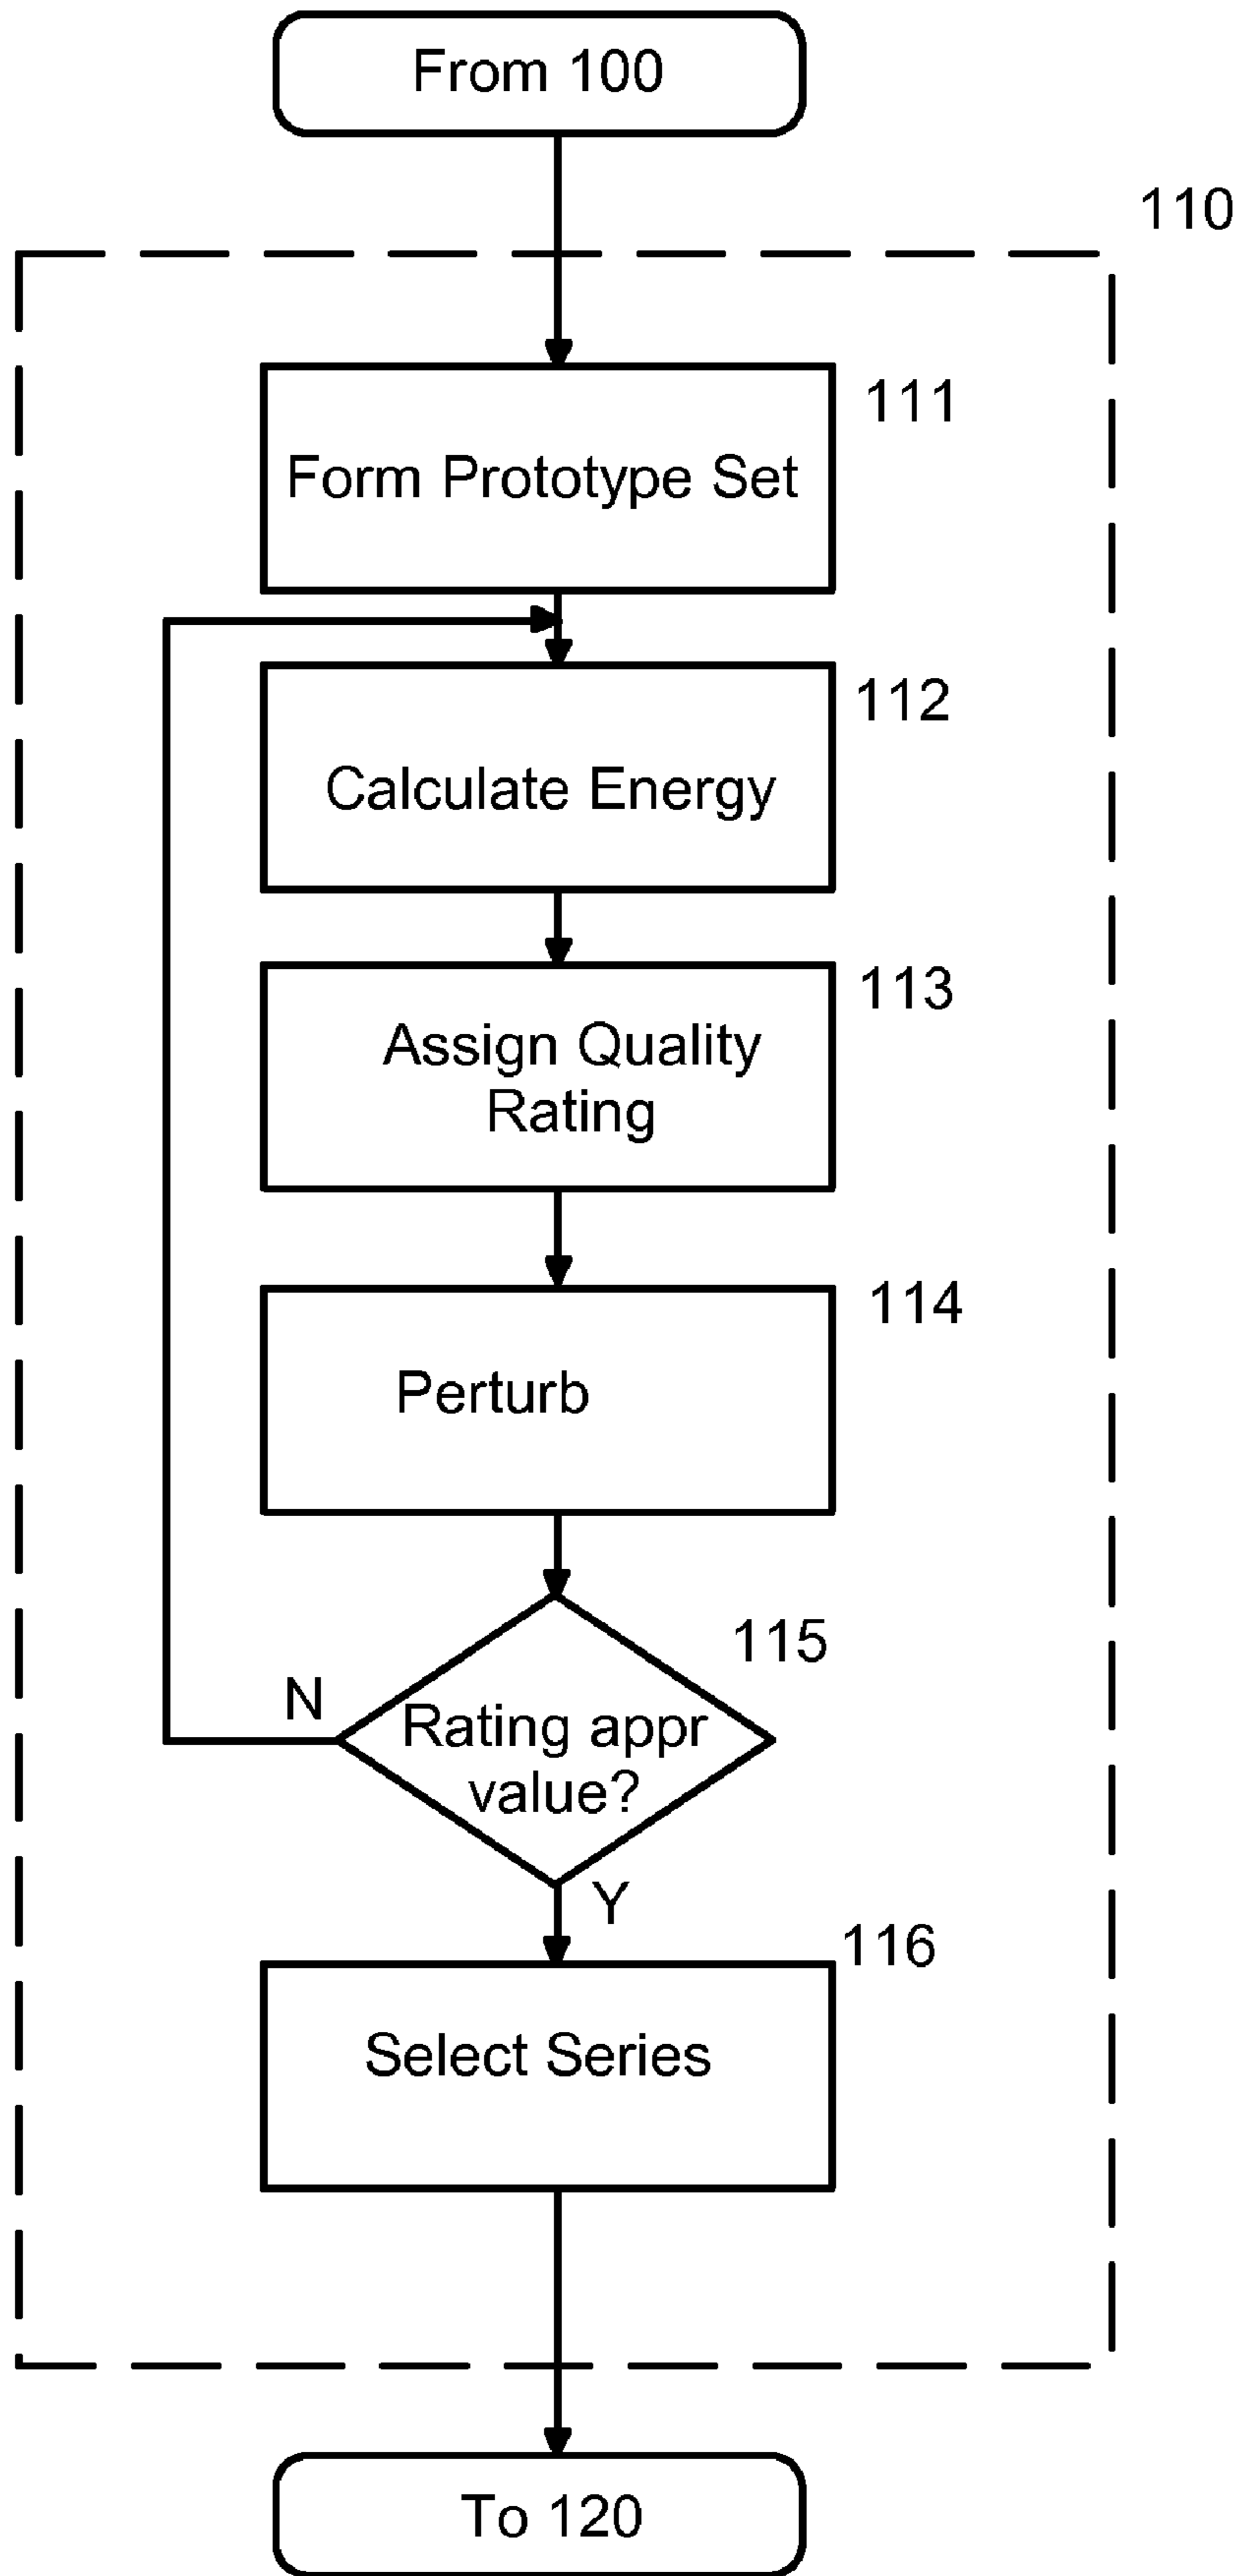 From 100
110
111
Form Prototype Set
112
Calculate Energy
113
Assign Quality
Rating
114
Perturb
115
N
Rating appr
value?
Y
116
Select Series
To 120